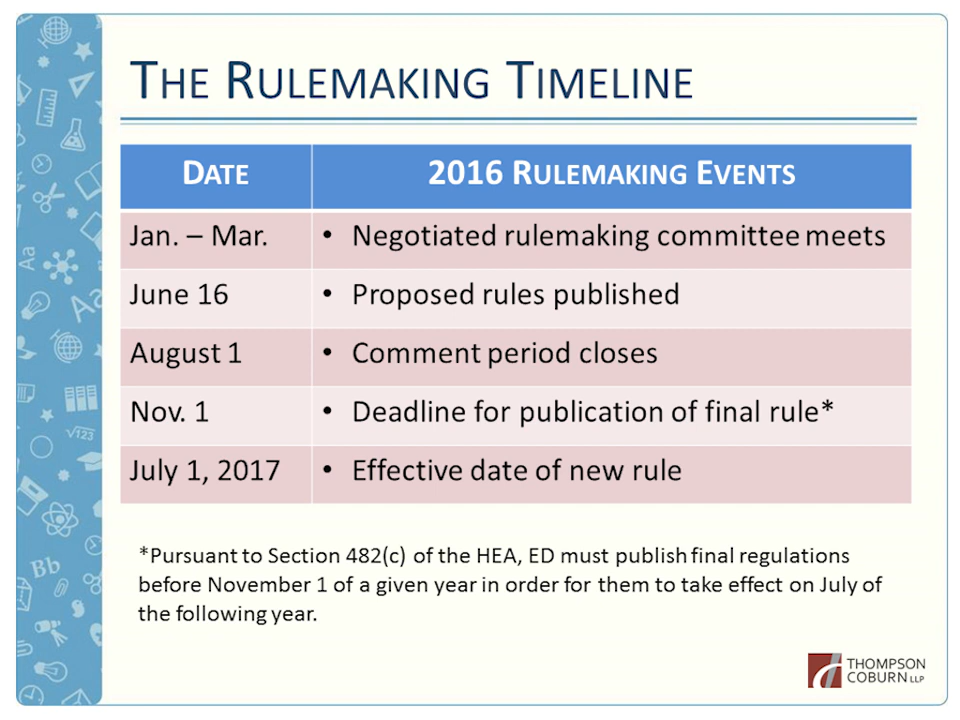 THE RULEMAKING TIMELINE
DATE
2016 RULEMAKING EVENTS
Jan. – Mar.
• Negotiated rulemaking committee meets
June 16
• Proposed rules published
August 1
• Comment period closes
Nov. 1
• Deadline for publication of final rule*
July 1, 2017
• Effective date of new rule
*Pursuant to Section 482(c) of the HEA, ED must publish final regulations
before November 1 of a given year in order for them to take effect on July of
the following year.
Aa
A
√123
Bb
THOMPSON
COBURN LLP